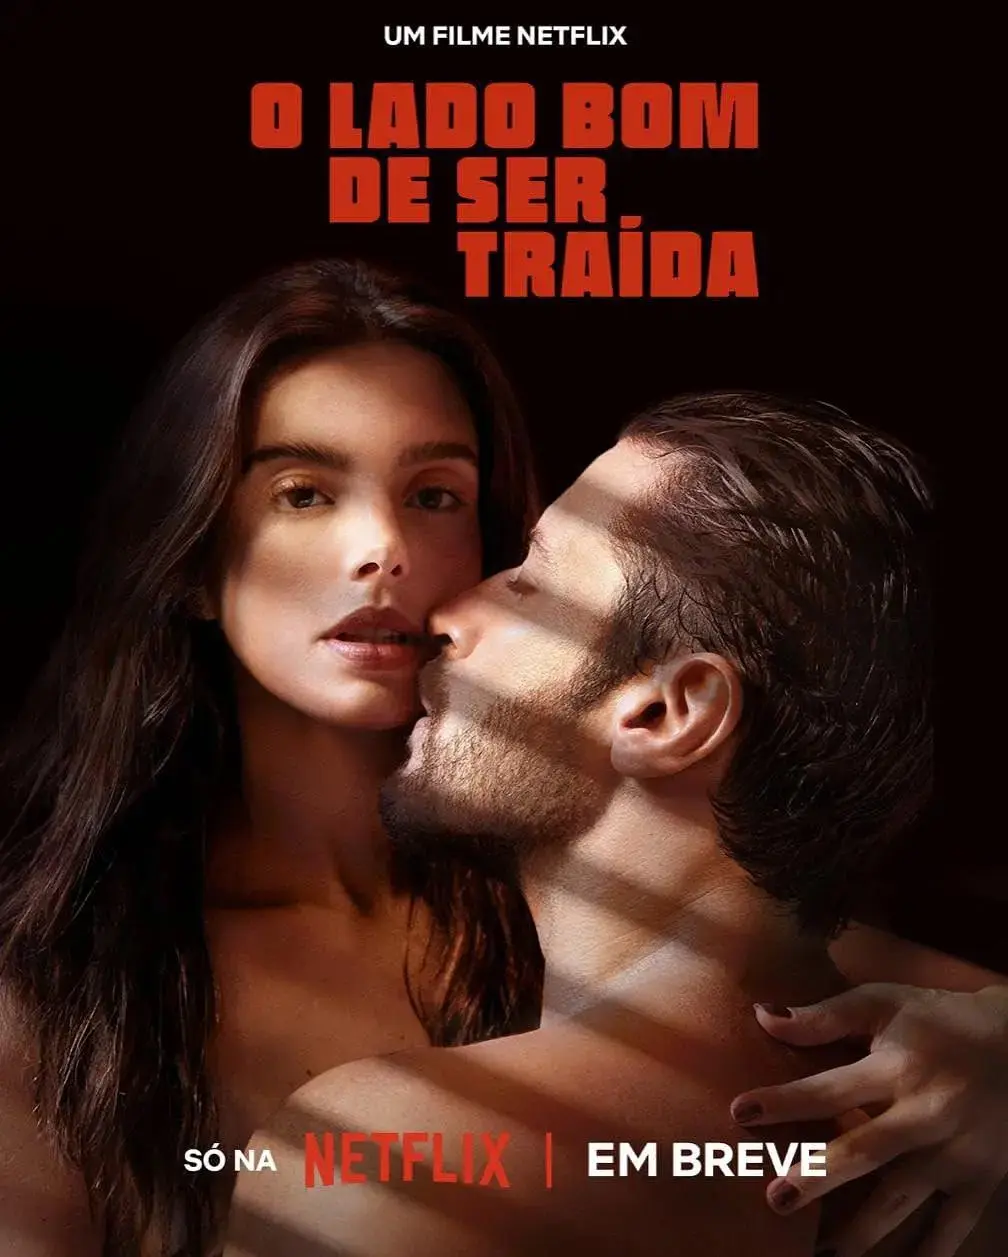 UM FILME NETFLIX
O LADO BOM
DE SER
TRAÍDA
SÓ NA NETFLIX | EM BREVE